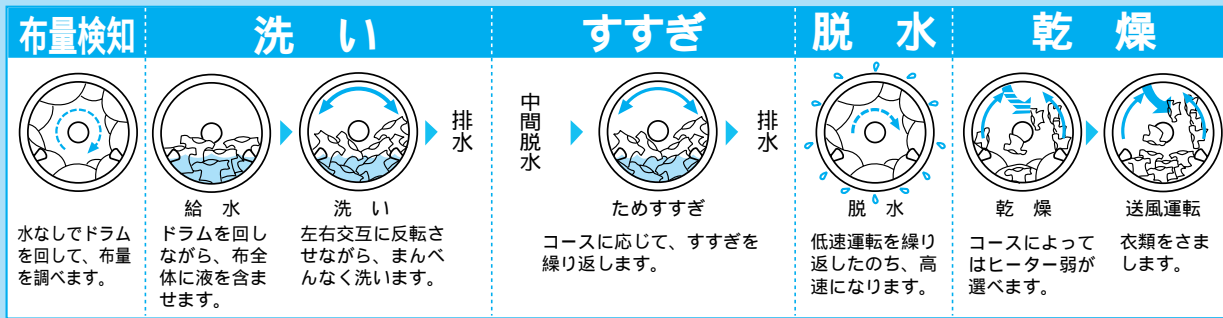 布量検知
水なしでドラム
を回して、布量
を調べます。
洗い
給水
ドラムを回し
ながら、布全
体に液を含ま
せます。
洗い
左右交互に反転さ
せながら、まんべ
んなく洗います。
排水
すすぎ
中間脱水
ためすすぎ
コースに応じて、すすぎを
繰り返します。
排水
脱水
脱水
低速運転を繰り
返したのち、高
速になります。
乾燥
乾燥
コースによって
はヒーター弱が
選べます。
送風運転
衣類をさま
します。